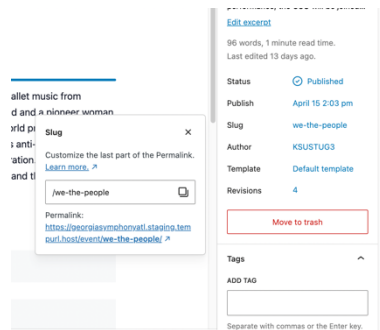 Edit excerpt
96 words, 1 minute read time.
Last edited 13 days ago.
Status Published
Publish April 15 2:03 pm
Slug we-the-people
Author KSUSTUG3
Template Default template
Revisions 4
Move to trash
Tags
ADD TAG
Separate with commas or the Enter key.
allet music from
d and a pioneer woman
orld pr
s anti-
ration.
and th
Slug
Customize the last part of the Permalink.
Learn more.
/we-the-people
Permalink:
https://georgiasymphonyatl.staging.tem
purl.host/event/we-the-people/